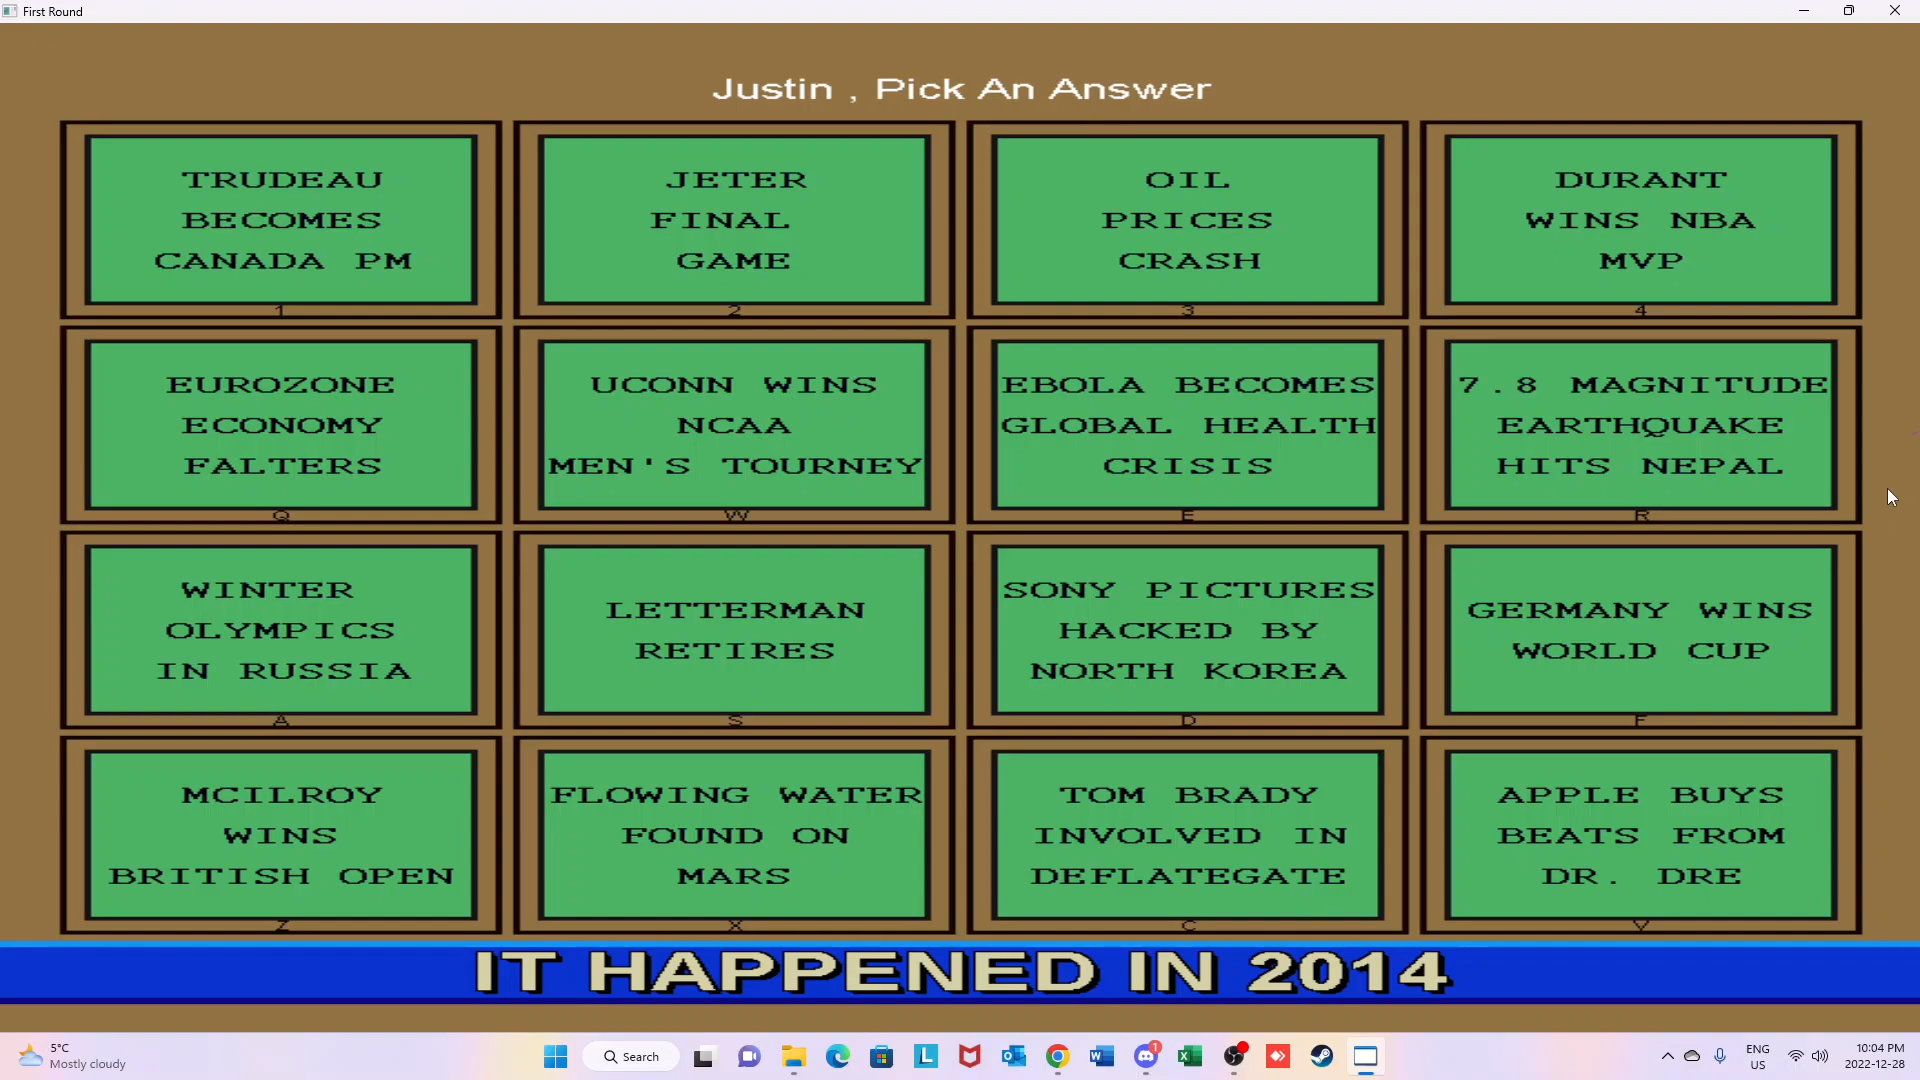 First Round
Justin , Pick An Answer
TRUDEAU
BECOMES
CANADA PM
1
JETER
FINAL
GAME
2
OIL
PRICES
CRASH
3
DURANT
WINS NBA
MVP
4
EUROZONE
ECONOMY
FALTERS
Q
UCONN WINS
NCAA
MEN'S TOURNEY
W
EBOLA BECOMES
GLOBAL HEALTH
CRISIS
E
7.8 MAGNITUDE
EARTHQUAKE
HITS NEPAL
R
WINTER
OLYMPICS
IN RUSSIA
A
LETTERMAN
RETIRES
S
SONY PICTURES
HACKED BY
NORTH KOREA
D
GERMANY WINS
WORLD CUP
F
MCILROY
WINS
BRITISH OPEN
Z
FLOWING WATER
FOUND ON
MARS
X
TOM BRADY
INVOLVED IN
DEFLATEGATE
C
APPLE BUYS
BEATS FROM
DR. DRE
V
IT HAPPENED IN 2014
5°C
Mostly cloudy
Search
L
1
ENG
US
10:04 PM
2022-12-28